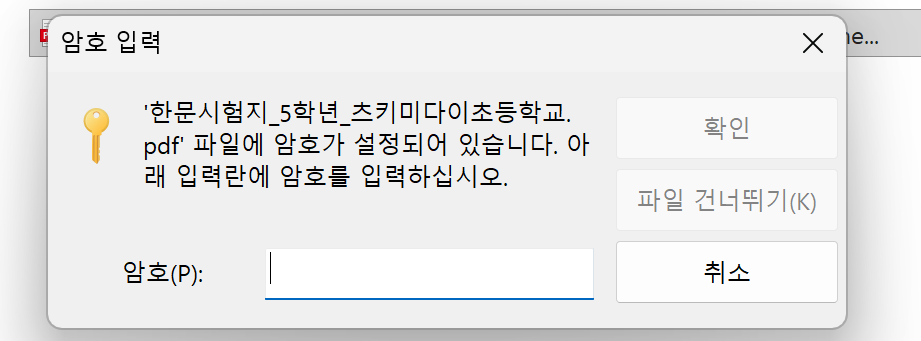 암호 입력
ne...
'한문시험지_5학년_츠키미다이초등학교.
pdf' 파일에 암호가 설정되어 있습니다. 아
래 입력란에 암호를 입력하십시오.
확인
파일 건너뛰기(K)
암호(P):
취소